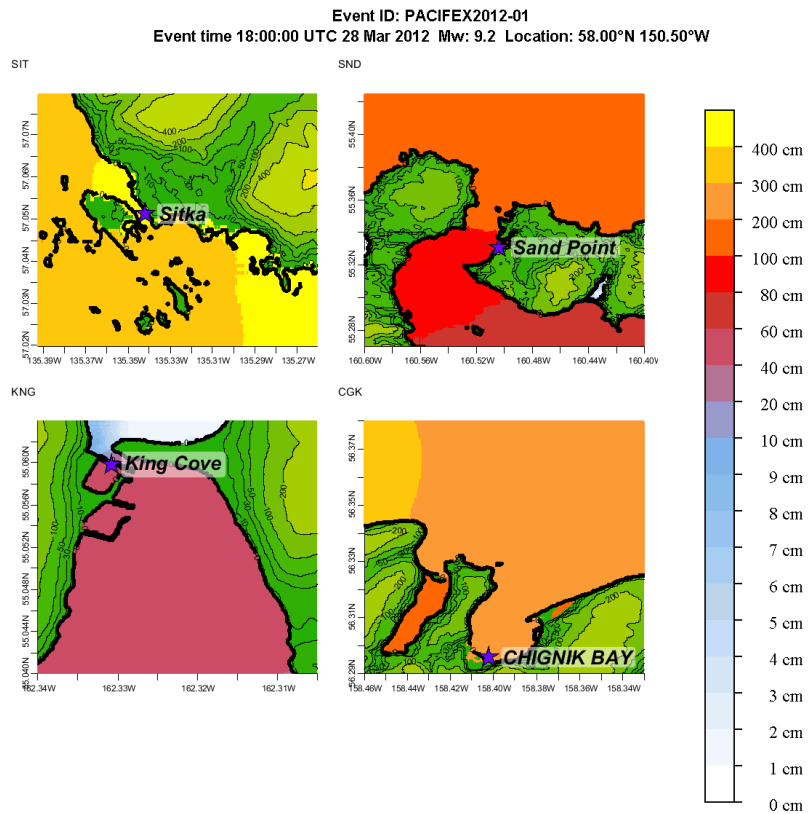 Event ID: PACIFEX2012-01
Event time 18:00:00 UTC 28 Mar 2012 Mw: 9.2 Location: 58.00°N 150.50°W
SIT
SND
57.07N
57.06N
57.05N
57.04N
57.03N
57.02N
400
200
100
Sitka
135.39W 135.37W 135.35W 135.33W 135.31W 135.29W 135.27W
55.40N
55.36N
55.32N
55.28N
Sand Point
160.60W 160.56W 160.52W 160.48W 160.44W 160.40W
KNG
CGK
55.060N
55.056N
55.052N
55.048N
55.044N
55.040N
King Cove
200
162.34W 162.33W 162.32W 162.31W
56.37N
56.35N
56.33N
56.31N
56.29N
200
CHIGNIK BAY
158.46W 158.44W 158.42W 158.40W 158.38W 158.36W 158.34W
400 cm
300 cm
200 cm
100 cm
80 cm
60 cm
40 cm
20 cm
10 cm
9 cm
8 cm
7 cm
6 cm
5 cm
4 cm
3 cm
2 cm
1 cm
0 cm